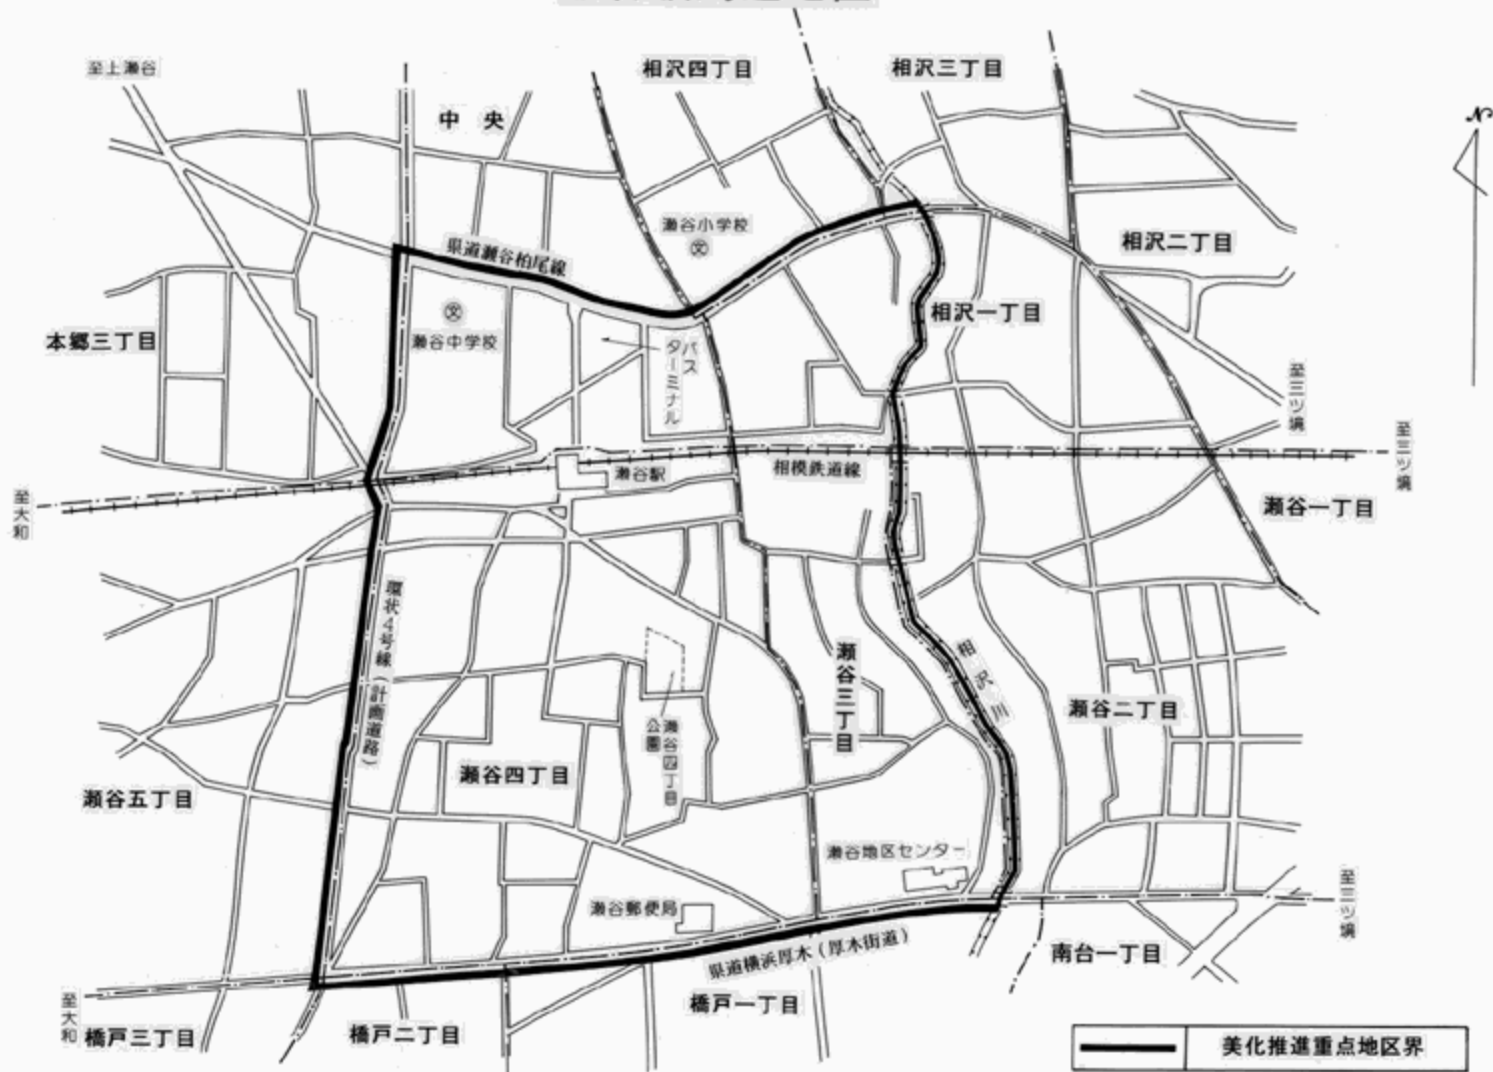 至上瀬谷
相沢四丁目
相沢三丁目
中央
瀬谷小学校
文
県道瀬谷柏尾線
相沢二丁目
文
瀬谷中学校
本郷三丁目
バス
ターミナル
相沢一丁目
至三ツ境
至三ツ境
瀬谷駅
相模鉄道線
至大和
瀬谷一丁目
環状4号線(計画道路)
瀬谷三丁目
相沢川
瀬谷二丁目
瀬谷四丁目
公園
瀬谷四丁目
瀬谷五丁目
瀬谷地区センター
瀬谷郵便局
至三ツ境
県道横浜厚木(厚木街道)
南台一丁目
至大和
橋戸三丁目
橋戸二丁目
橋戸一丁目
美化推進重点地区界
N